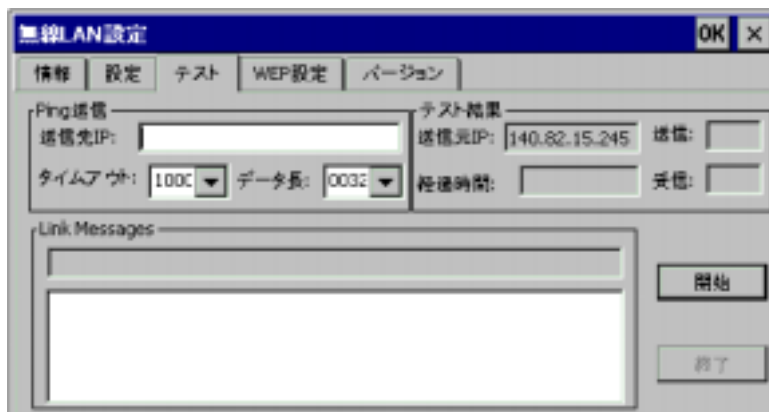 無線LAN設定 OK ×
情報 設定 テスト WEP設定 バージョン
Ping送信
送信先IP:
タイムアウト: 1000 データ長: 0032
テスト結果
送信元IP: 140.82.15.245 送信:
経過時間: 受信:
Link Messages
開始
終了